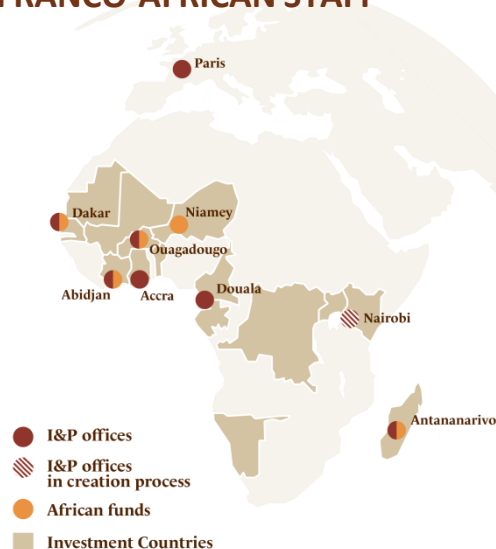 FRANCO-AFRICAN STAFF
Paris
Dakar
Niamey
Ouagadougo
Abidjan
Accra
Douala
Nairobi
Antananarivo
I&P offices
I&P offices
in creation process
African funds
Investment Countries